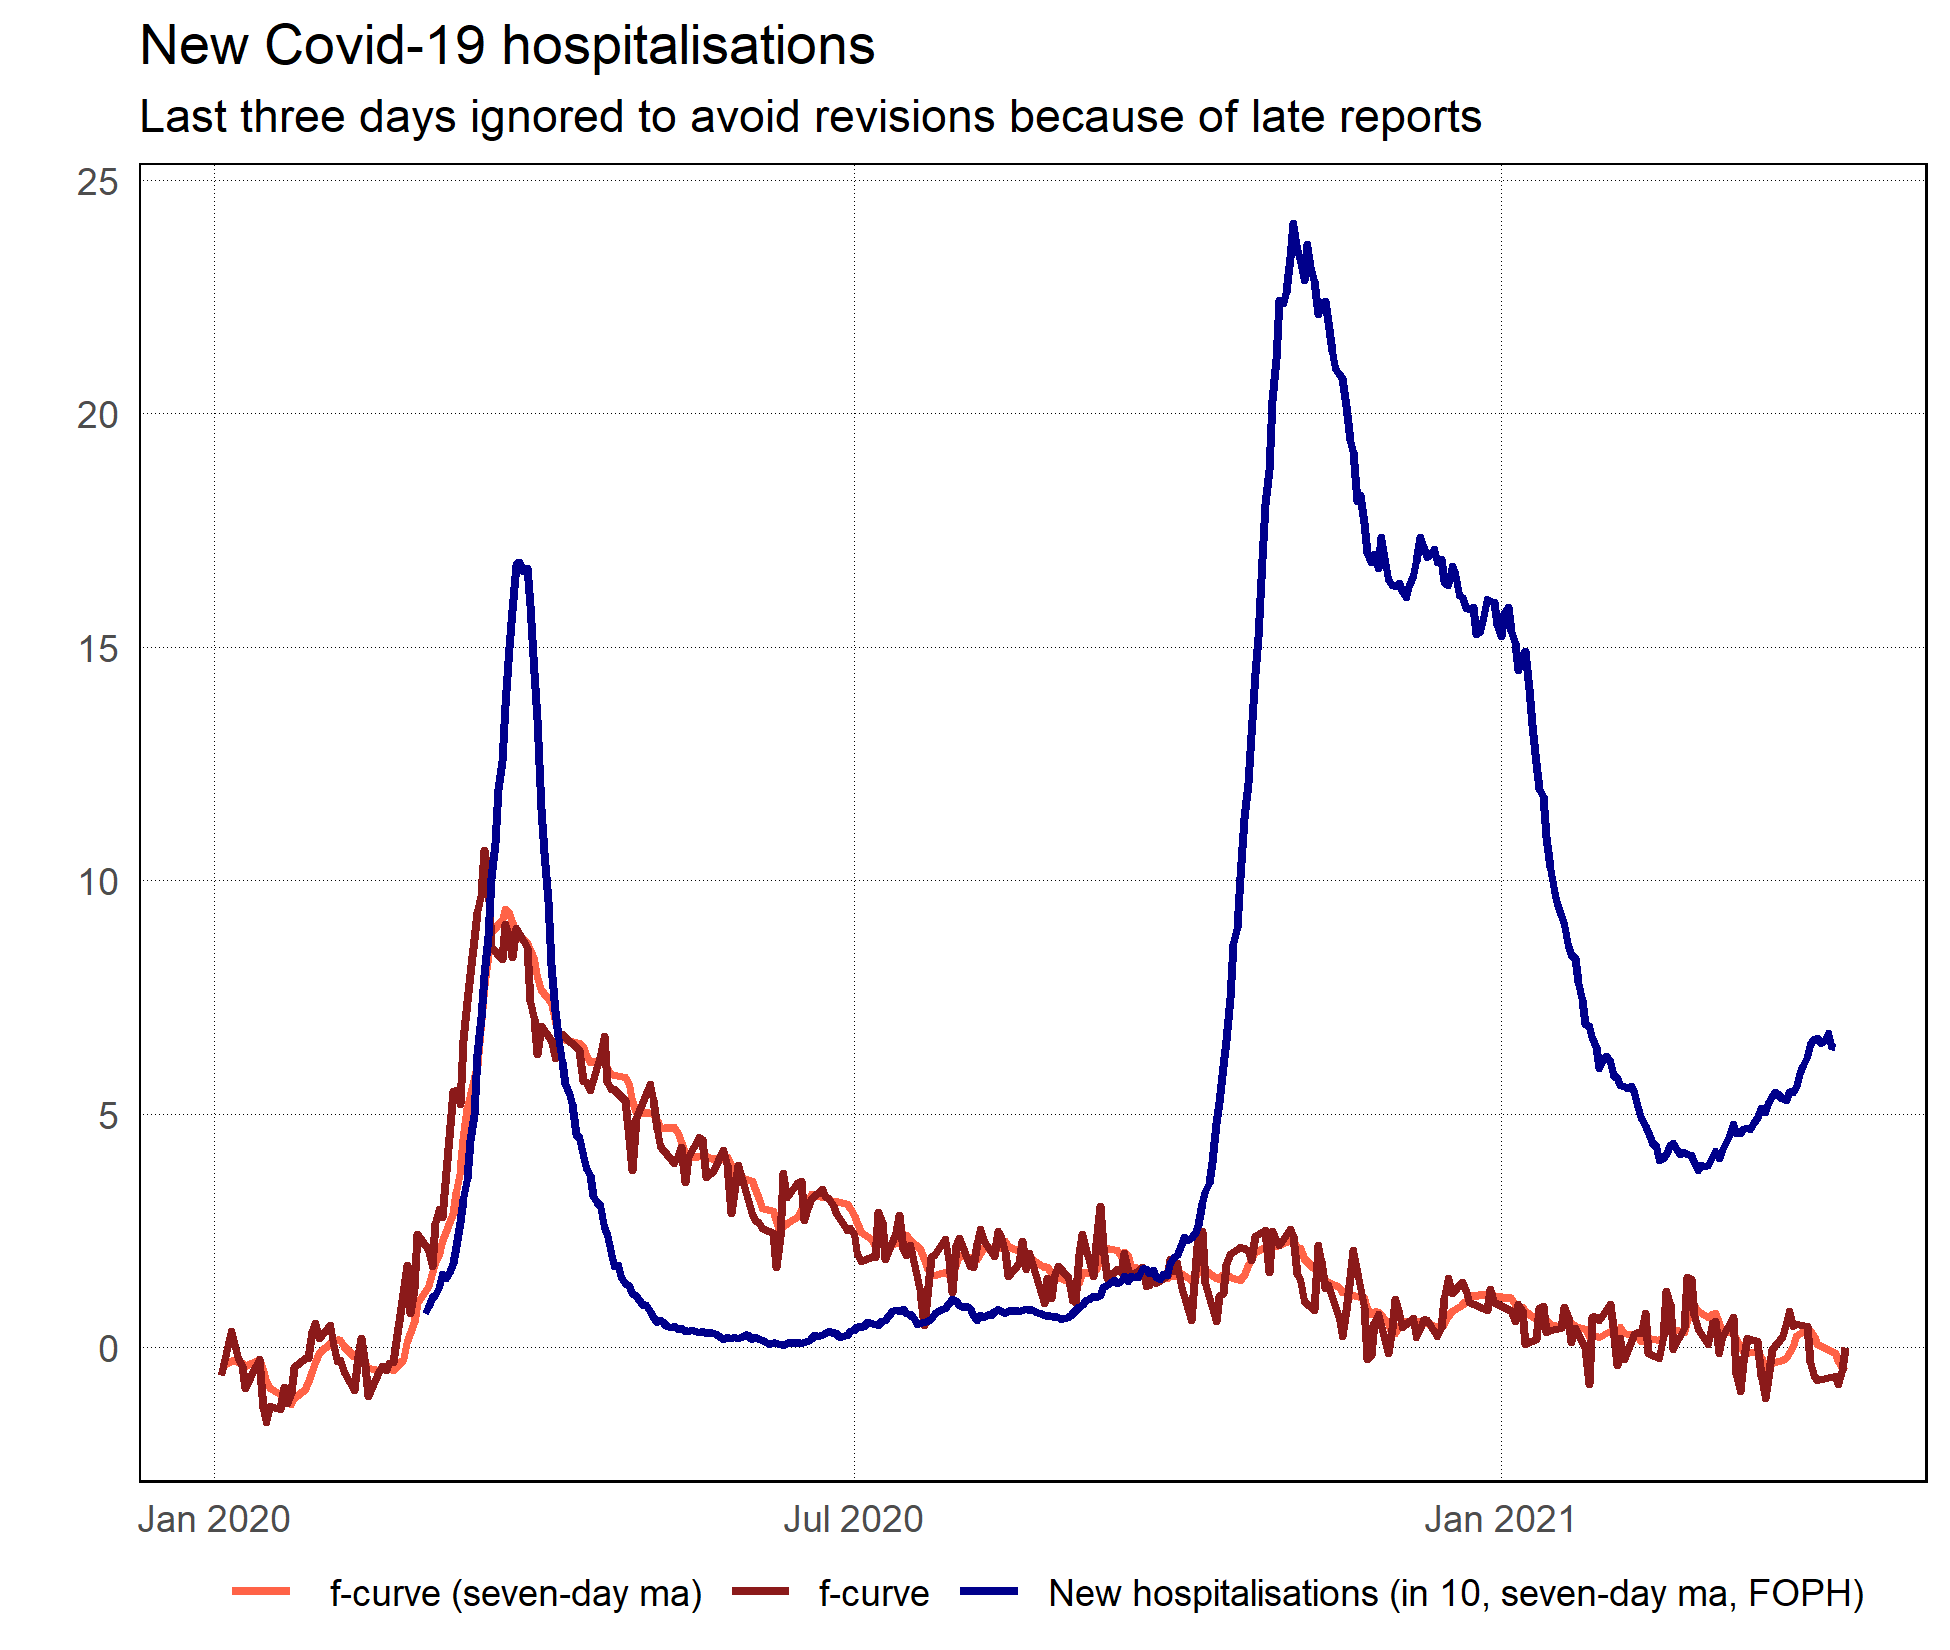 New Covid-19 hospitalisations
Last three days ignored to avoid revisions because of late reports
25
20
15
10
5
0
Jan 2020 Jul 2020 Jan 2021
f-curve (seven-day ma) f-curve New hospitalisations (in 10, seven-day ma, FOPH)